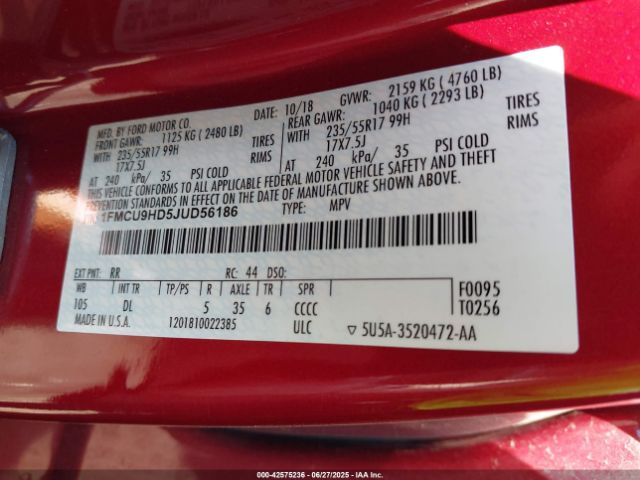 MFD. BY FORD MOTOR CO. DATE: 10/18 GVWR: 2159 KG ( 4760 LB)
FRONT GAWR: 1125 KG ( 2480 LB) REAR GAWR: 1040 KG ( 2293 LB)
WITH 235/55R17 99H TIRES WITH 235/55R17 99H TIRES
17X7.5J RIMS 17X7.5J RIMS
AT 240 kPa/ 35 PSI COLD AT 240 kPa/ 35 PSI COLD
THIS VEHICLE CONFORMS TO ALL APPLICABLE FEDERAL MOTOR VEHICLE SAFETY AND THEFT
PREVENTION STANDARDS IN EFFECT ON THE DATE OF MANUFACTURE SHOWN ABOVE.
1FMCU9HD5JUD56186 TYPE: MPV
EXT PNT: RR RC: 44 DSO:
WB INT TR TP/PS R AXLE TR SPR F0095
105 DL 5 35 6 CCCC T0256
MADE IN U.S.A. 1201810022385 ULC ▽5U5A-3520472-AA
000-42575236 - 06/27/2025 - IAA Inc.